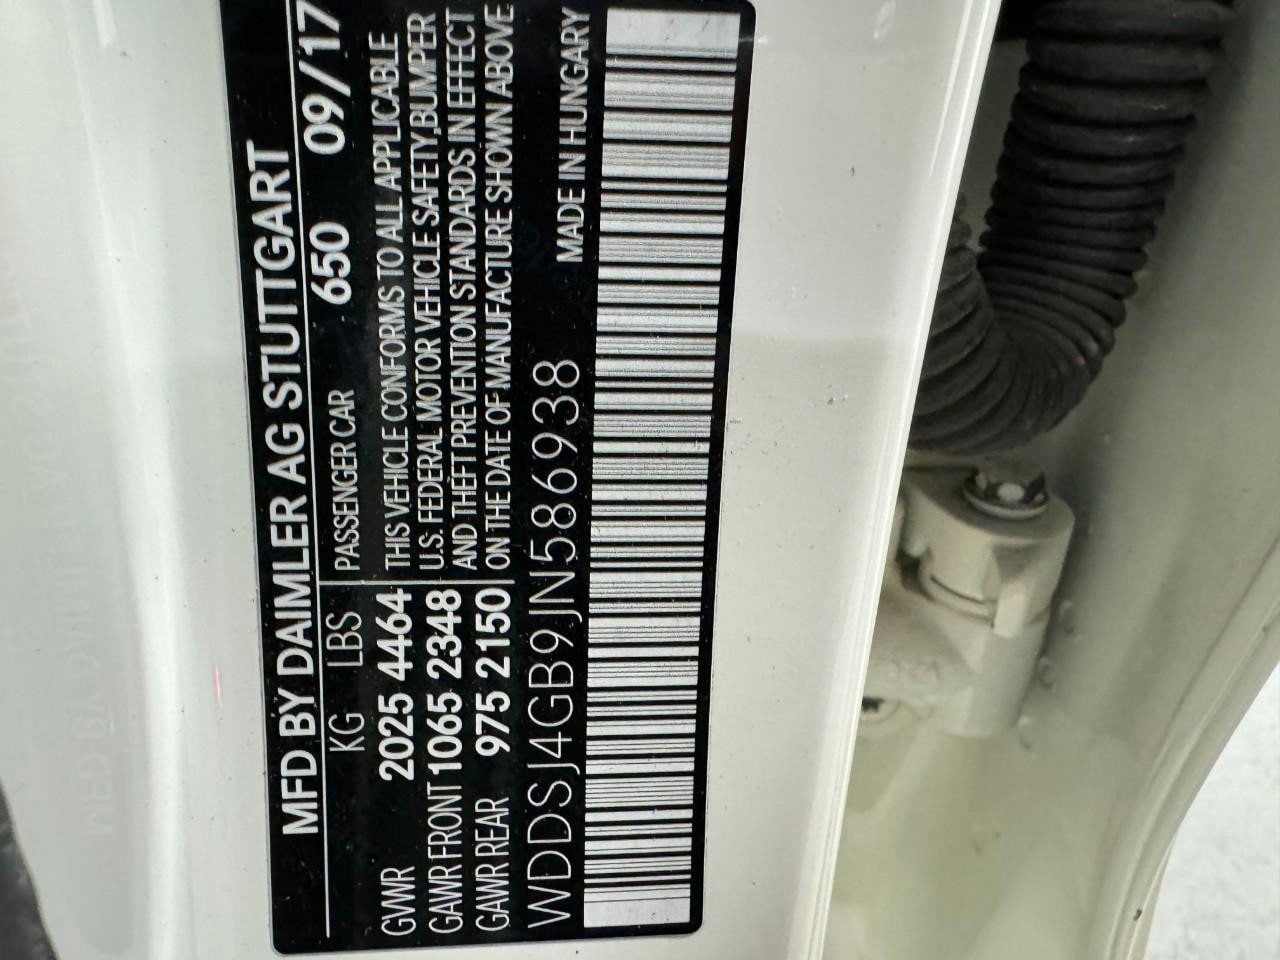 MFD BY DAIMLER AG STUTTGART
KG LBS PASSENGER CAR 650 09/17
GVWR 2025 4464 THIS VEHICLE CONFORMS TO ALL APPLICABLE
GAWR FRONT 1065 2348 U.S. FEDERAL MOTOR VEHICLE SAFETY,BUMPER
GAWR REAR 975 2150 AND THEFT PREVENTION STANDARDS IN EFFECT
ON THE DATE OF MANUFACTURE SHOWN ABOVE
WDDSJ4GB9JN586938 MADE IN HUNGARY